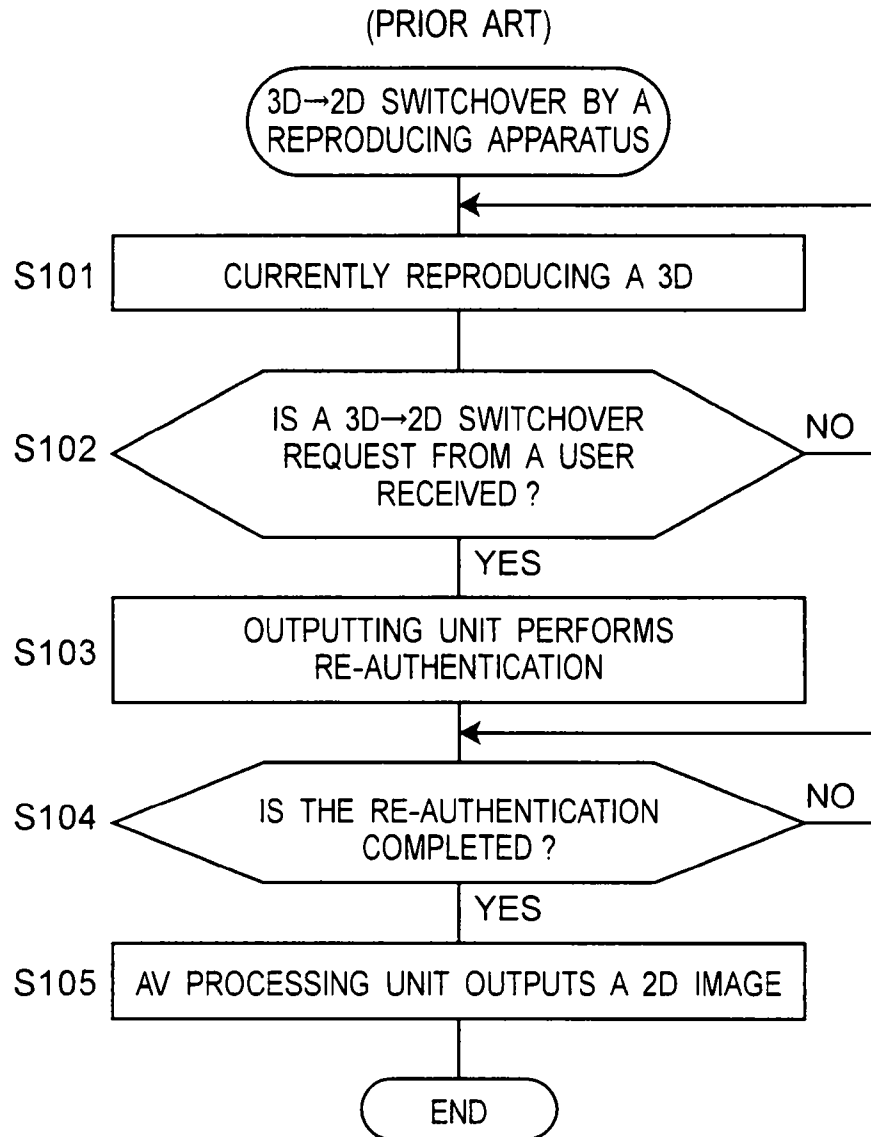 (PRIOR ART)
3D→2D SWITCHOVER BY A
REPRODUCING APPARATUS
S101
CURRENTLY REPRODUCING A 3D
S102
IS A 3D→2D SWITCHOVER
REQUEST FROM A USER
RECEIVED ?
NO
YES
S103
OUTPUTTING UNIT PERFORMS
RE-AUTHENTICATION
S104
IS THE RE-AUTHENTICATION
COMPLETED ?
NO
YES
S105
AV PROCESSING UNIT OUTPUTS A 2D IMAGE
END